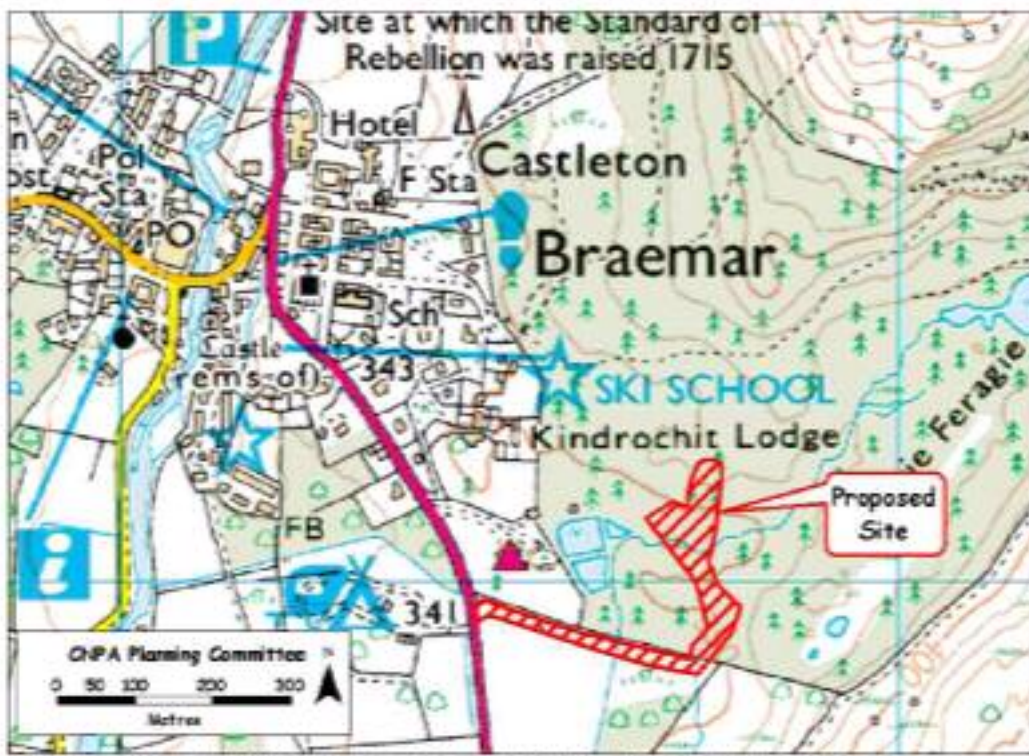 Site at which the Standard of
Rebellion was raised 1715
P
Hotel
Castleton
Pol
Sta
F Sta
ost
n
PO
Braemar
Sch
Castle
(rem's of)
343
SKI SCHOOL
Kindrochit Lodge
Feragie
Proposed
Site
FB
i
341
CNPA Planning Committee
0 50 100 200 300
Metres